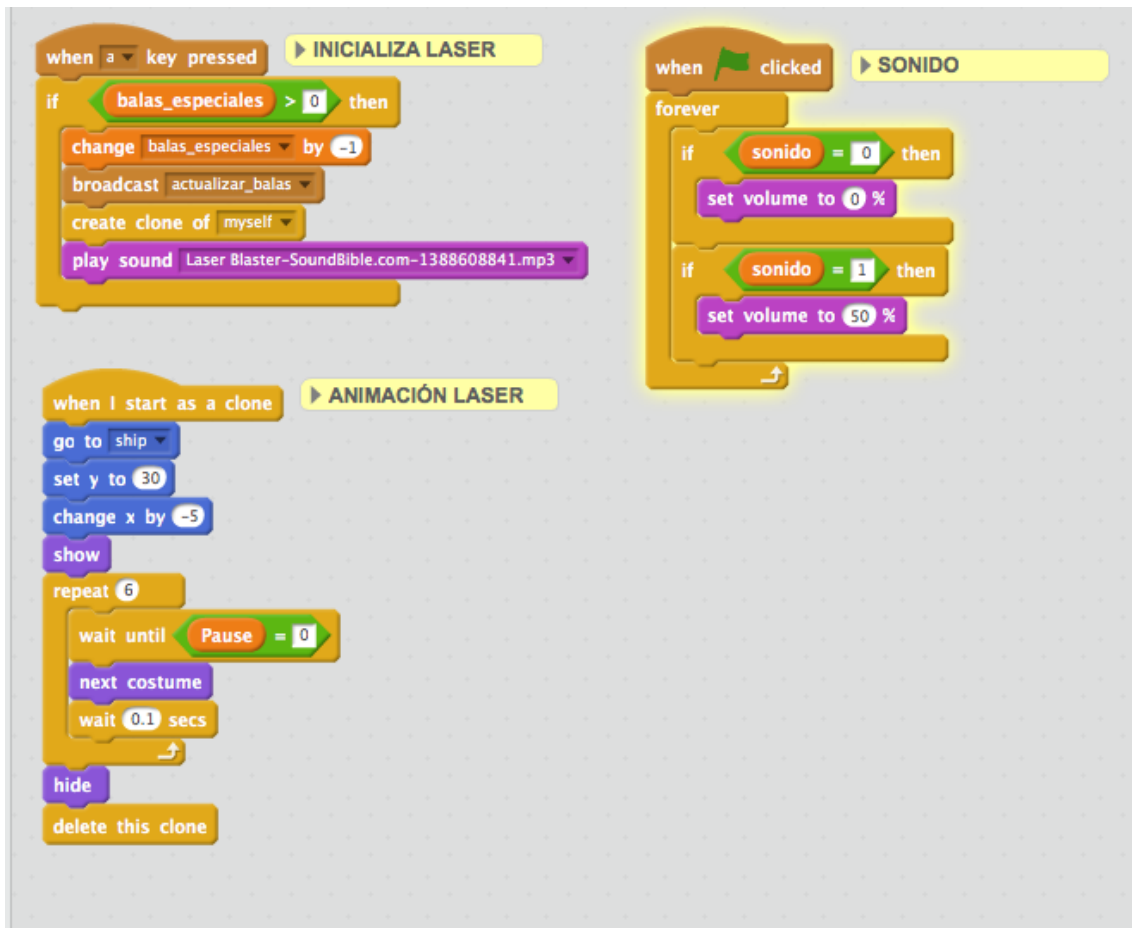 when a key pressed
INICIALIZA LASER
if balas_especiales > 0 then
change balas_especiales by -1
broadcast actualizar_balas
create clone of myself
play sound Laser Blaster-SoundBible.com-1388608841.mp3
when I start as a clone
ANIMACIÓN LASER
go to ship
set y to 30
change x by -5
show
repeat 6
wait until Pause = 0
next costume
wait 0.1 secs
hide
delete this clone
when clicked
SONIDO
forever
if sonido = 0 then
set volume to 0 %
if sonido = 1 then
set volume to 50 %